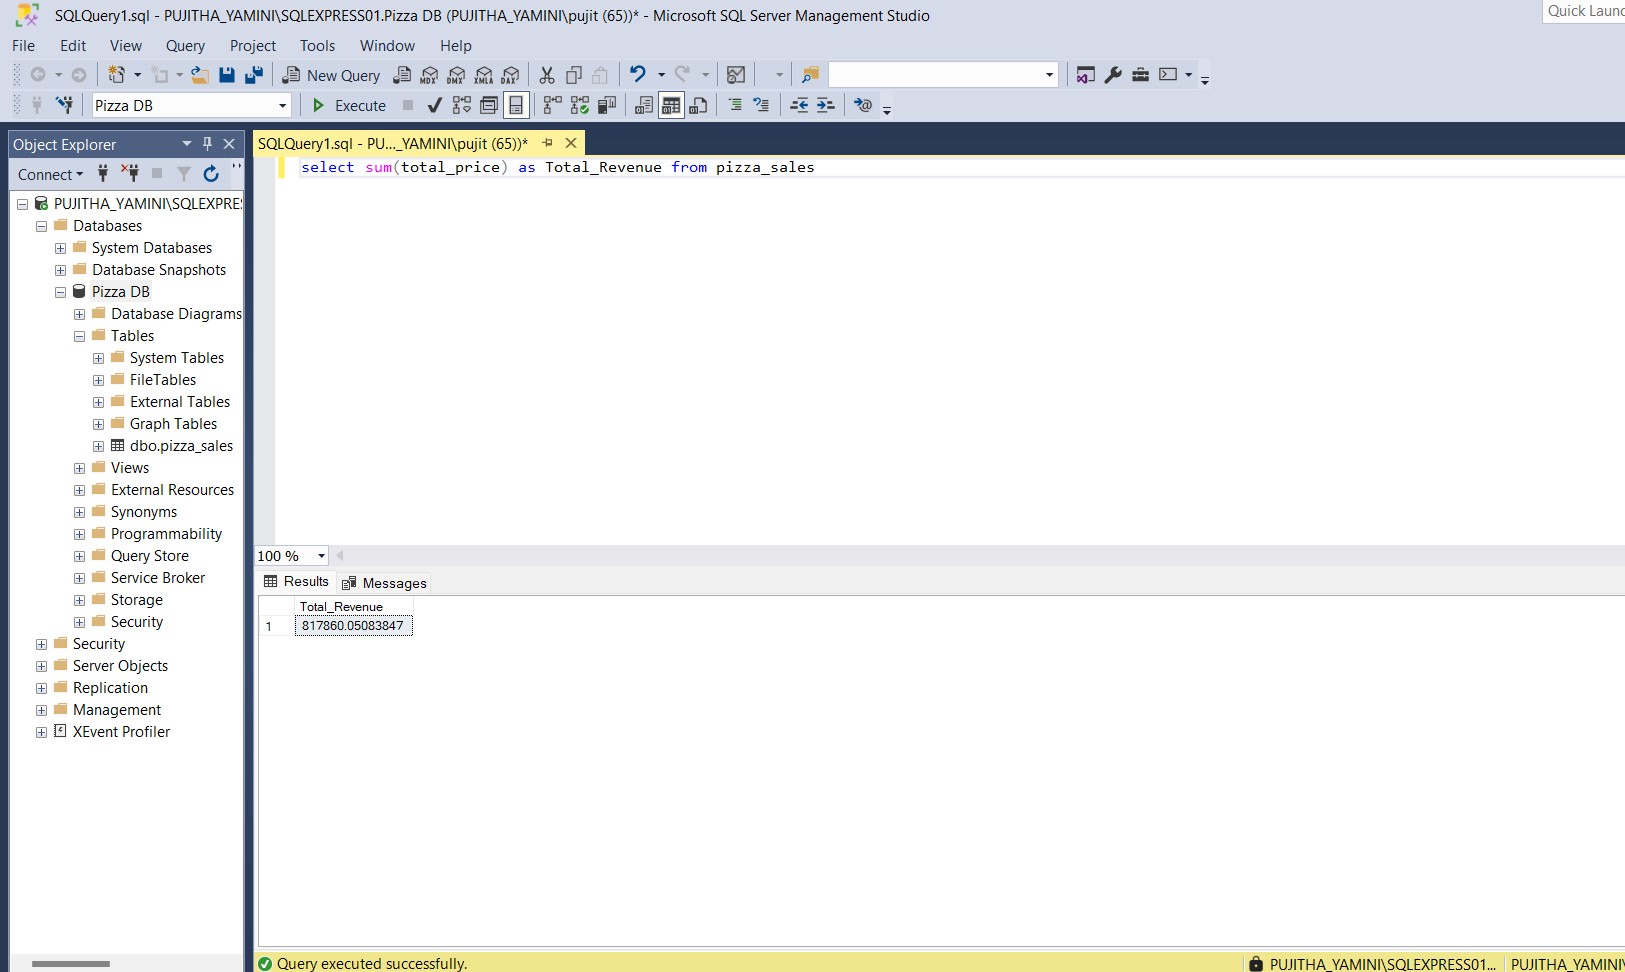 SQLQuery1.sql - PUJITHA_YAMINI\SQLEXPRESS01.Pizza DB (PUJITHA_YAMINI\pujit (65))* - Microsoft SQL Server Management Studio
Quick Launc
File Edit View Query Project Tools Window Help
New Query MDX DMX XMLA DAX
Pizza DB Execute
Object Explorer
SQLQuery1.sql - PU..._YAMINI\pujit (65))*
Connect
select sum(total_price) as Total_Revenue from pizza_sales
PUJITHA_YAMINI\SQLEXPRES
Databases
System Databases
Database Snapshots
Pizza DB
Database Diagrams
Tables
System Tables
FileTables
External Tables
Graph Tables
dbo.pizza_sales
Views
External Resources
Synonyms
Programmability
Query Store
Service Broker
Storage
Security
Security
Server Objects
Replication
Management
XEvent Profiler
100 %
Results Messages
Total_Revenue
1 817860.05083847
Query executed successfully.
PUJITHA_YAMINI\SQLEXPRESS01... PUJITHA_YAMINI\